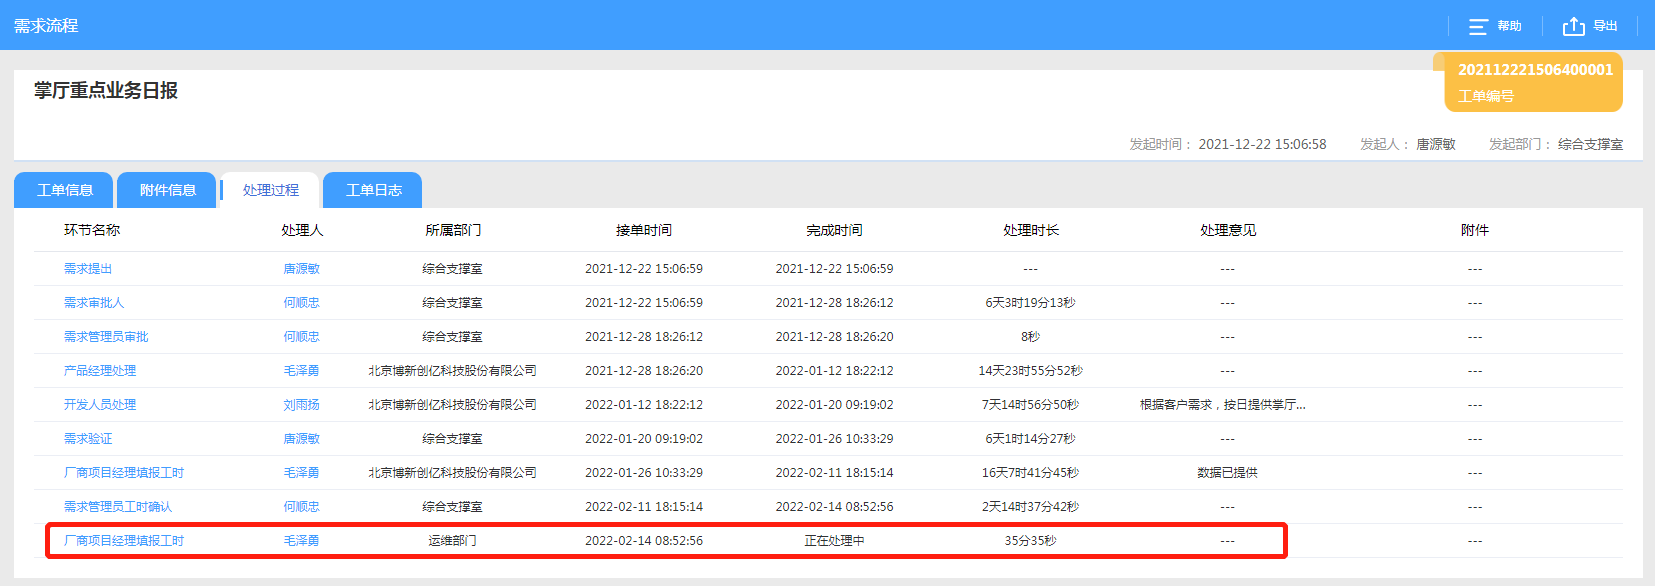 需求流程
帮助
导出
掌厅重点业务日报
202112221506400001
工单编号
发起时间： 2021-12-22 15:06:58 发起人： 唐源敏 发起部门： 综合支撑室
工单信息 附件信息 处理过程 工单日志
环节名称 处理人 所属部门 接单时间 完成时间 处理时长 处理意见 附件
需求提出 唐源敏 综合支撑室 2021-12-22 15:06:59 2021-12-22 15:06:59 --- --- ---
需求审批人 何顺忠 综合支撑室 2021-12-22 15:06:59 2021-12-28 18:26:12 6天3时19分13秒 --- ---
需求管理员审批 何顺忠 综合支撑室 2021-12-28 18:26:12 2021-12-28 18:26:20 8秒 --- ---
产品经理处理 毛泽勇 北京博新创亿科技股份有限公司 2021-12-28 18:26:20 2022-01-12 18:22:12 14天23时55分52秒 --- ---
开发人员处理 刘雨扬 北京博新创亿科技股份有限公司 2022-01-12 18:22:12 2022-01-20 09:19:02 7天14时56分50秒 根据客户需求，按日提供掌厅... ---
需求验证 唐源敏 综合支撑室 2022-01-20 09:19:02 2022-01-26 10:33:29 6天1时14分27秒 --- ---
厂商项目经理填报工时 毛泽勇 北京博新创亿科技股份有限公司 2022-01-26 10:33:29 2022-02-11 18:15:14 16天7时41分45秒 数据已提供 ---
需求管理员工时确认 何顺忠 综合支撑室 2022-02-11 18:15:14 2022-02-14 08:52:56 2天14时37分42秒 --- ---
厂商项目经理填报工时 毛泽勇 运维部门 2022-02-14 08:52:56 正在处理中 35分35秒 --- ---